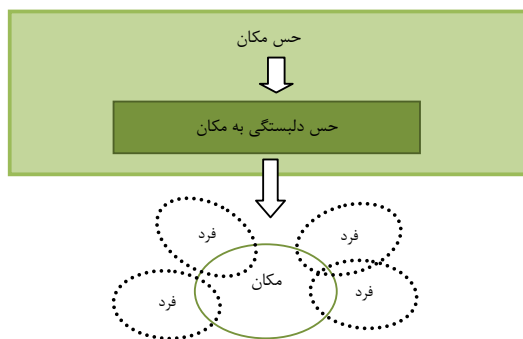 حس مکان
حس دلبستگی به مکان
فرد
فرد
مکان
فرد
فرد